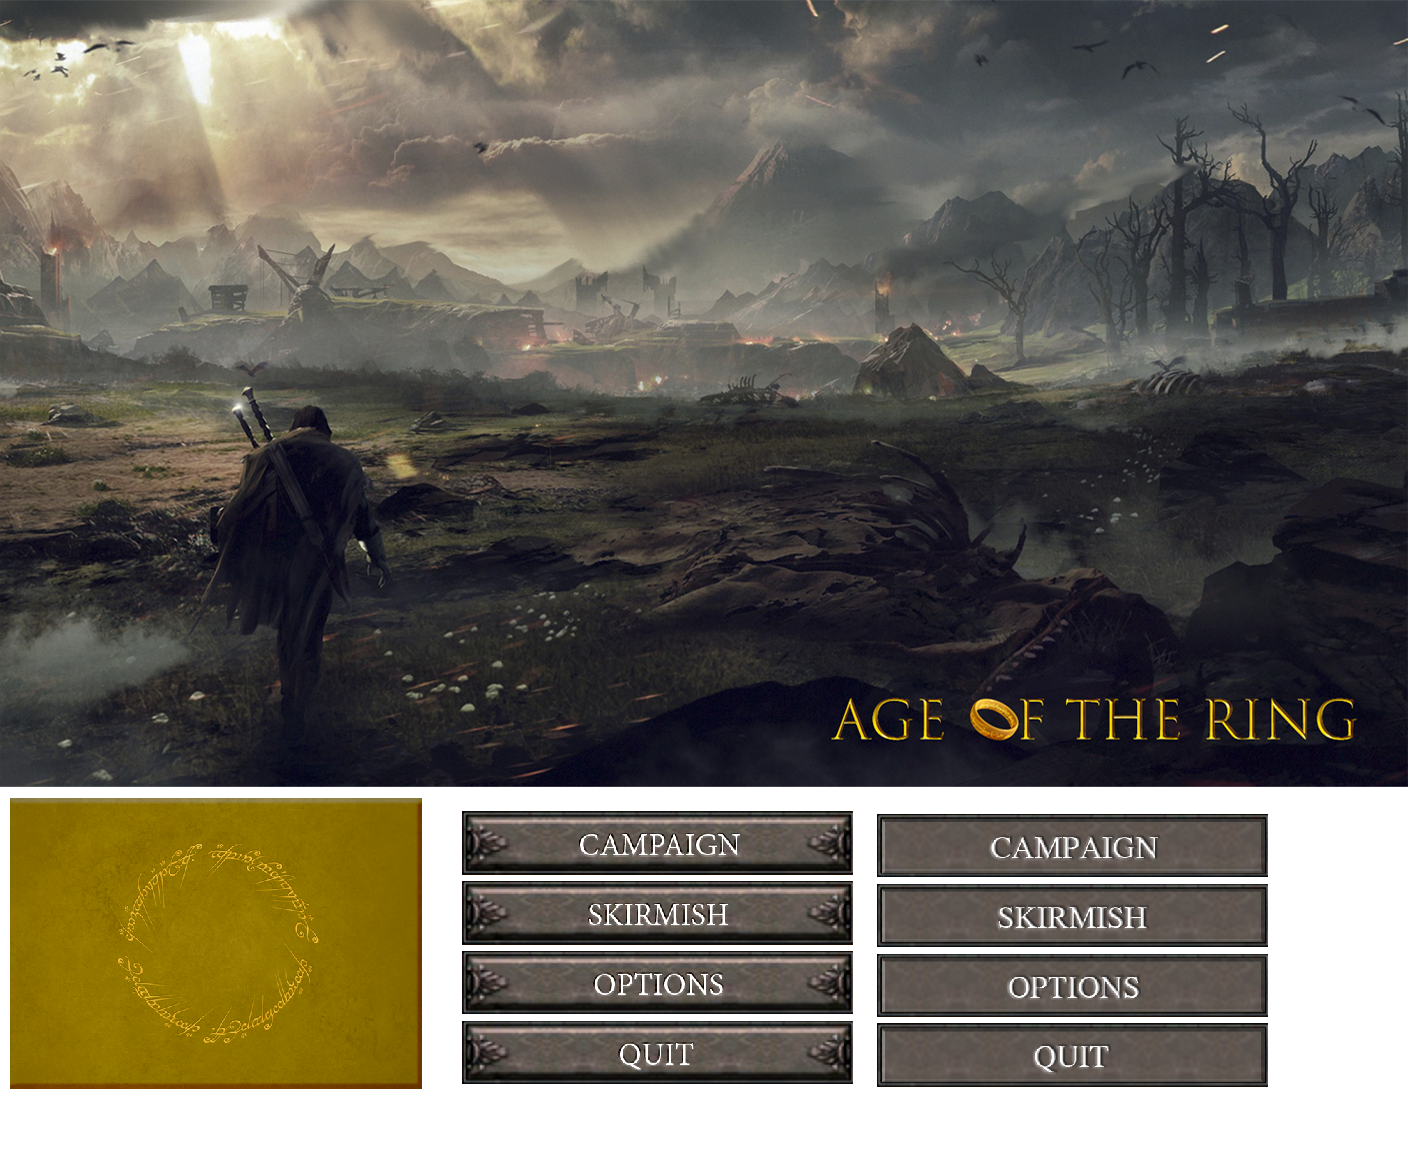 AGE OF THE RING
CAMPAIGN
SKIRMISH
OPTIONS
QUIT
CAMPAIGN
SKIRMISH
OPTIONS
QUIT